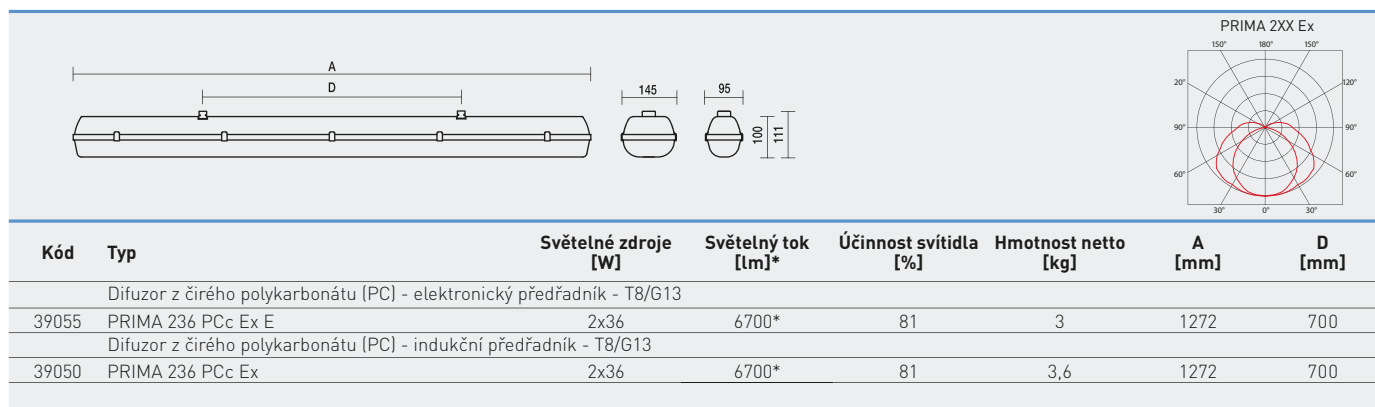 PRIMA 2XX Ex
150° 180° 150°
A
D
145 95
100
111
20° 120°
90° 90°
60° 60°
30° 0° 30°
Kód Typ Světelné zdroje [W] Světelný tok [lm]* Účinnost svítidla [%] Hmotnost netto [kg] A [mm] D [mm]
Difuzor z čirého polykarbonátu (PC) - elektronický předřadník - T8/G13
39055 PRIMA 236 PCc Ex E 2x36 6700* 81 3 1272 700
Difuzor z čirého polykarbonátu (PC) - indukční předřadník - T8/G13
39050 PRIMA 236 PCc Ex 2x36 6700* 81 3,6 1272 700